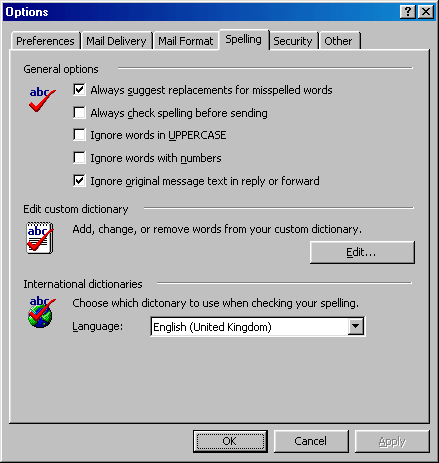 Options
Preferences Mail Delivery Mail Format Spelling Security Other
General options
abc
Always suggest replacements for misspelled words
Always check spelling before sending
Ignore words in UPPERCASE
Ignore words with numbers
Ignore original message text in reply or forward
Edit custom dictionary
abc
Add, change, or remove words from your custom dictionary.
Edit...
International dictionaries
abc
Choose which dictonary to use when checking your spelling.
Language: English (United Kingdom)
OK Cancel Apply